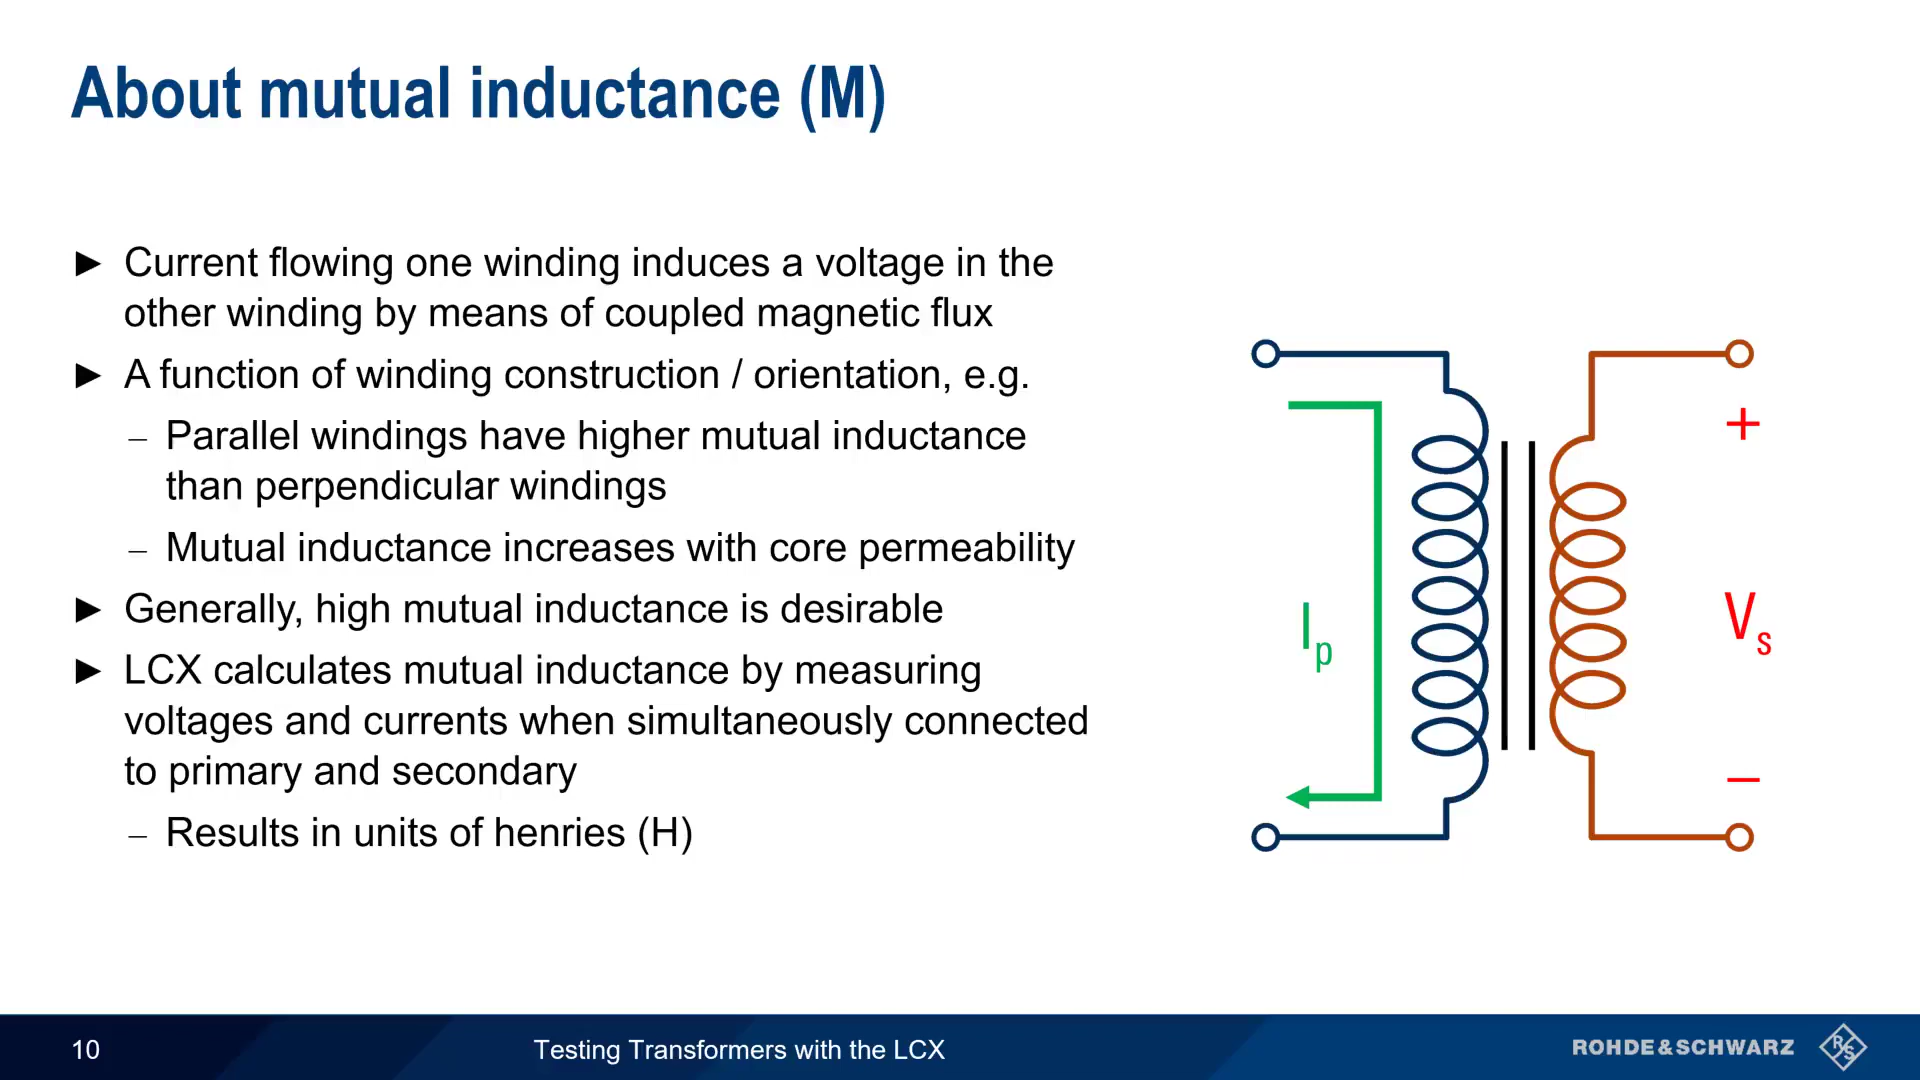 About mutual inductance (M)
► Current flowing one winding induces a voltage in the
other winding by means of coupled magnetic flux
► A function of winding construction / orientation, e.g.
– Parallel windings have higher mutual inductance
than perpendicular windings
– Mutual inductance increases with core permeability
► Generally, high mutual inductance is desirable
► LCX calculates mutual inductance by measuring
voltages and currents when simultaneously connected
to primary and secondary
– Results in units of henries (H)
+
Ip
Vs
–
10
Testing Transformers with the LCX
ROHDE&SCHWARZ
RS